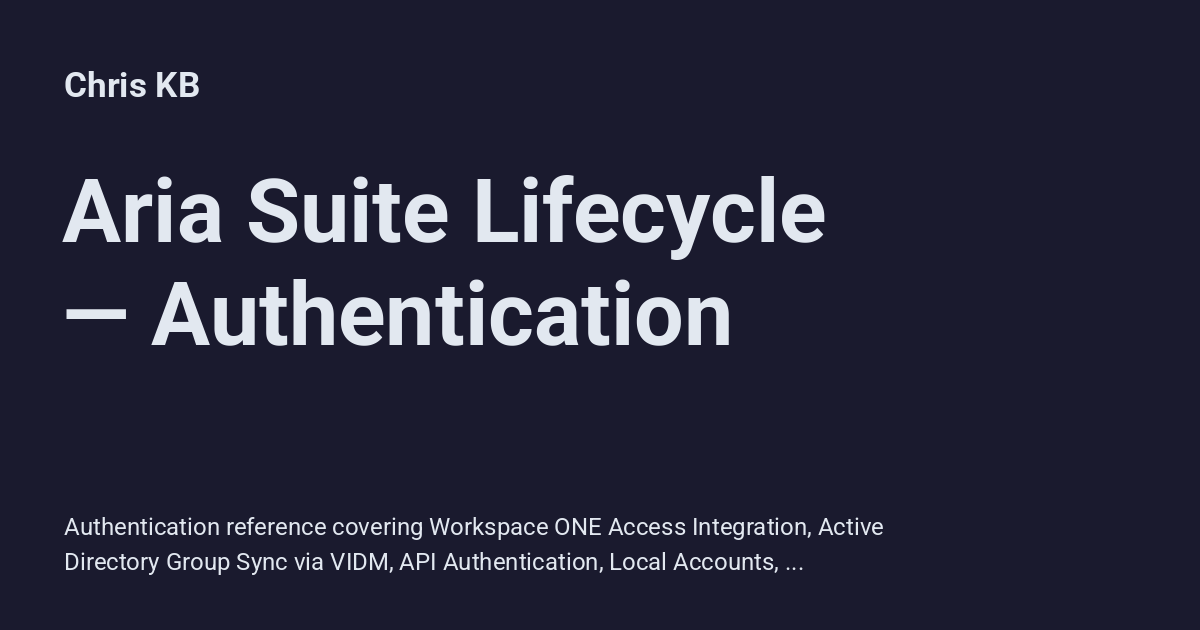 Chris KB
Aria Suite Lifecycle
— Authentication
Authentication reference covering Workspace ONE Access Integration, Active
Directory Group Sync via VIDM, API Authentication, Local Accounts, ...